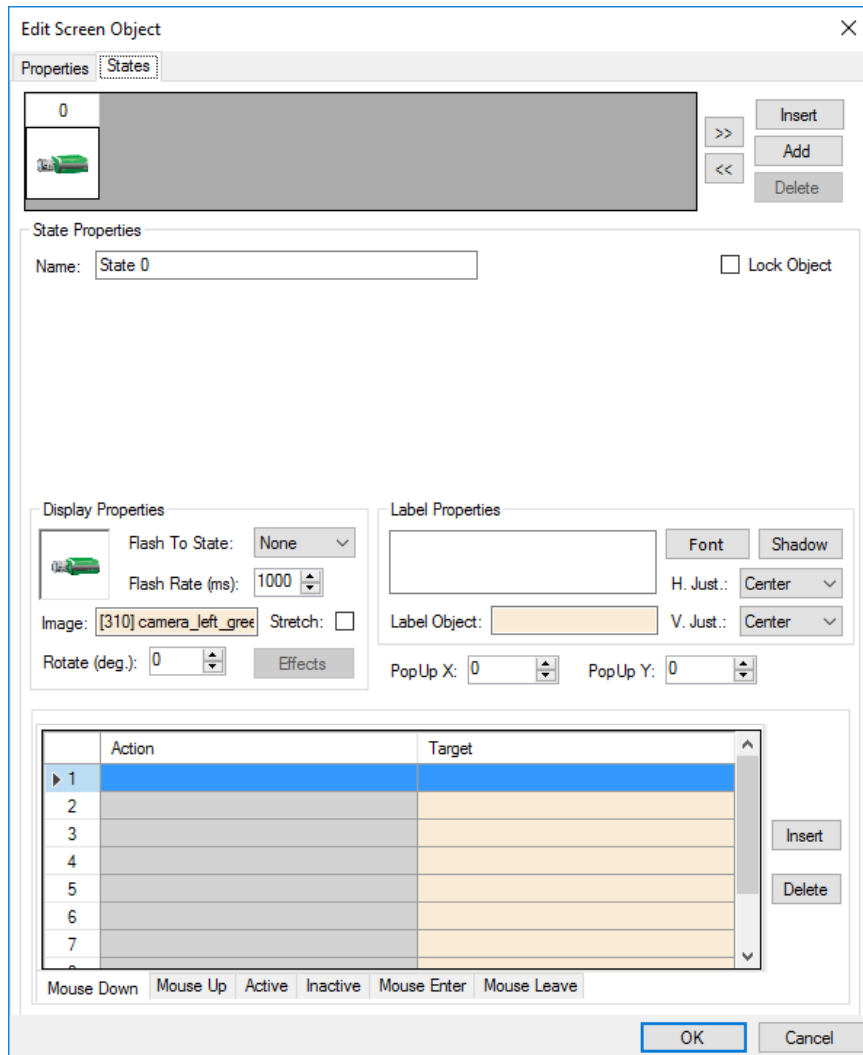 Edit Screen Object
Properties States
0
>>
<<
Insert
Add
Delete
State Properties
Name: State 0
Lock Object
Display Properties
Flash To State: None
Flash Rate (ms): 1000
Image: [310] camera_left_gree Stretch:
Rotate (deg.): 0 Effects
Label Properties
Font Shadow
H. Just.: Center
Label Object: V. Just.: Center
PopUp X: 0 PopUp Y: 0
Action Target
1
2
3
4
5
6
7
Insert
Delete
Mouse Down Mouse Up Active Inactive Mouse Enter Mouse Leave
OK Cancel